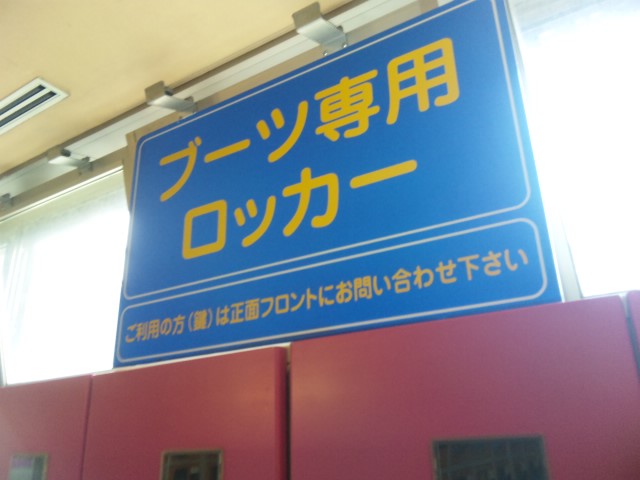 ブーツ専用
ロッカー
ご利用の方（鍵）は正面フロントにお問い合わせ下さい